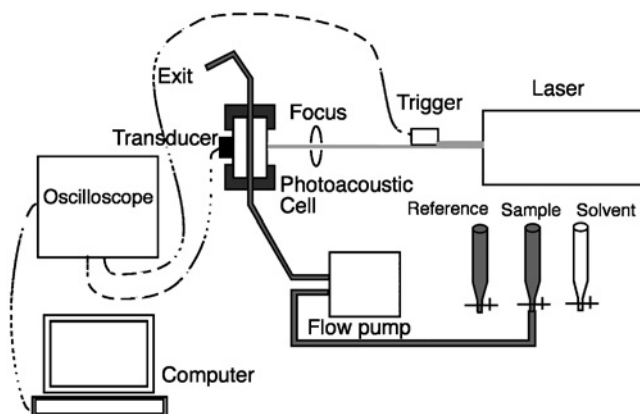 Exit
Laser
Trigger
Focus
Transducer
Photoacoustic
Cell
Oscilloscope
Reference
Sample
Solvent
Flow pump
Computer